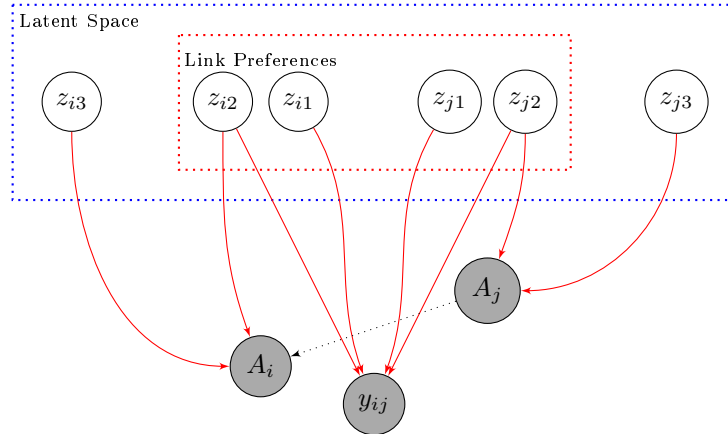 Latent Space
Link Preferences
z_{i3} z_{i2} z_{i1} z_{j1} z_{j2} z_{j3}
A_j
A_i
y_{ij}